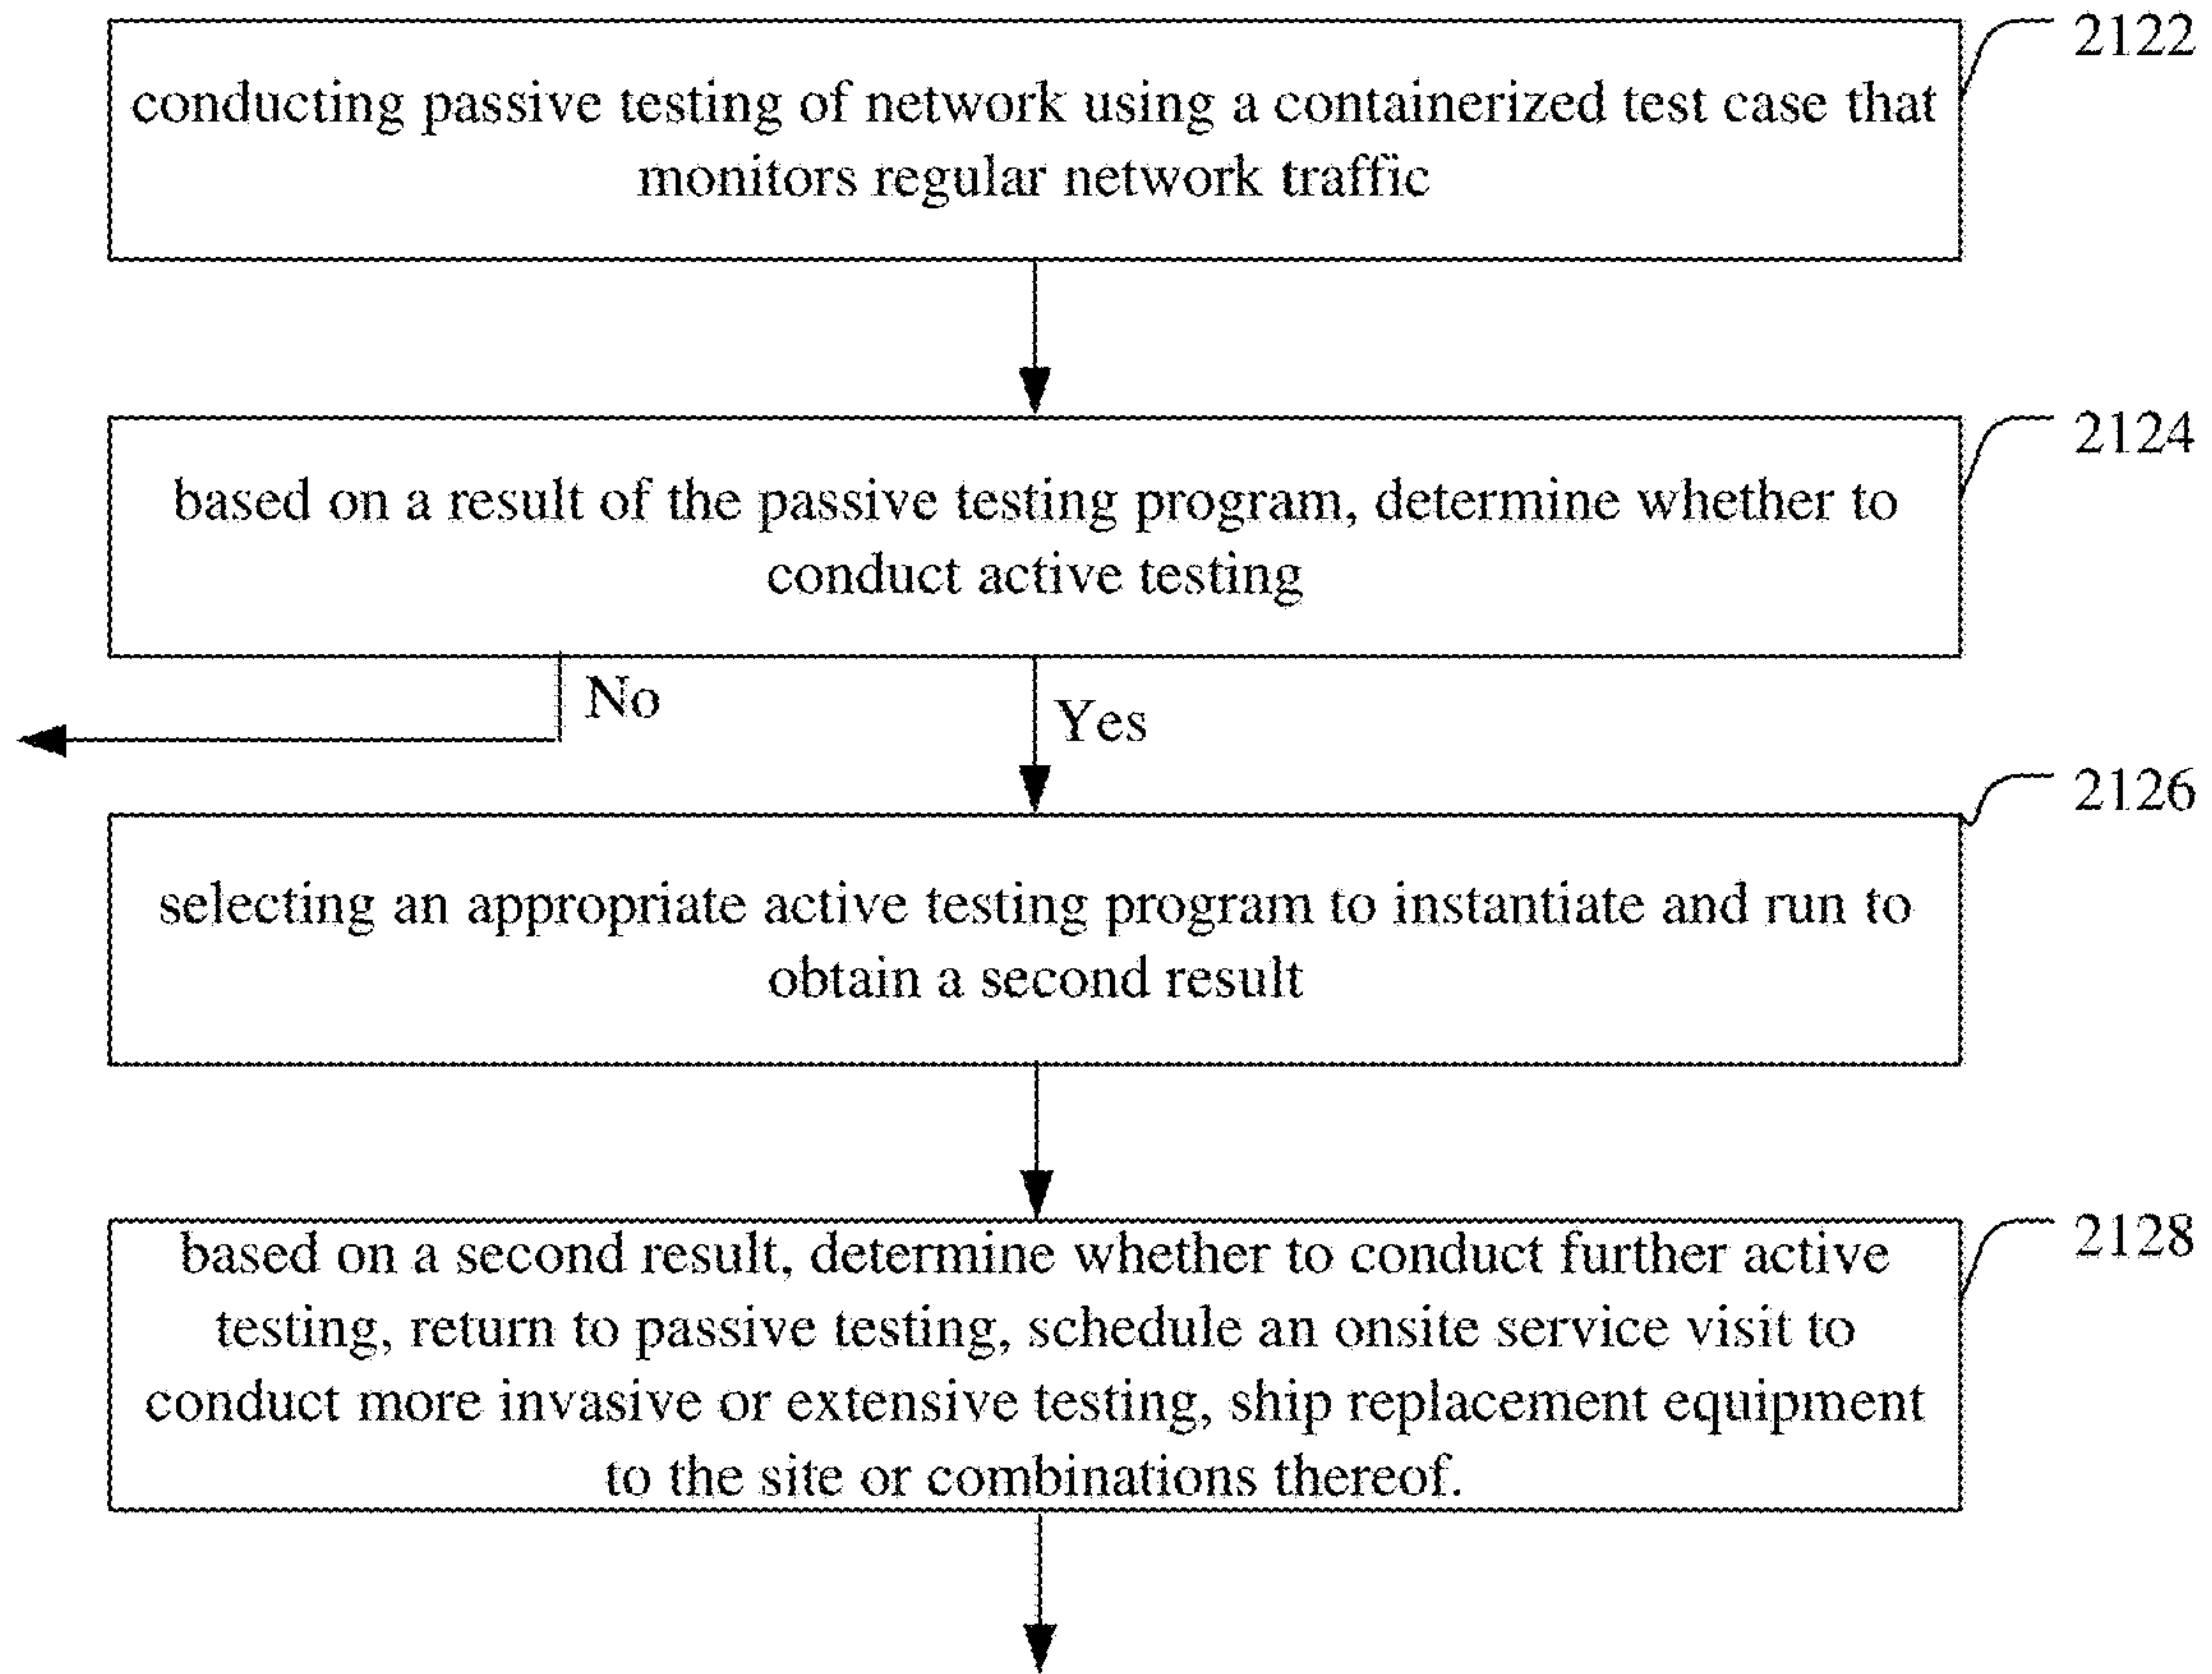 2122
conducting passive testing of network using a containerized test case that
monitors regular network traffic
2124
based on a result of the passive testing program, determine whether to
conduct active testing
No
Yes
2126
selecting an appropriate active testing program to instantiate and run to
obtain a second result
2128
based on a second result, determine whether to conduct further active
testing, return to passive testing, schedule an onsite service visit to
conduct more invasive or extensive testing, ship replacement equipment
to the site or combinations thereof.